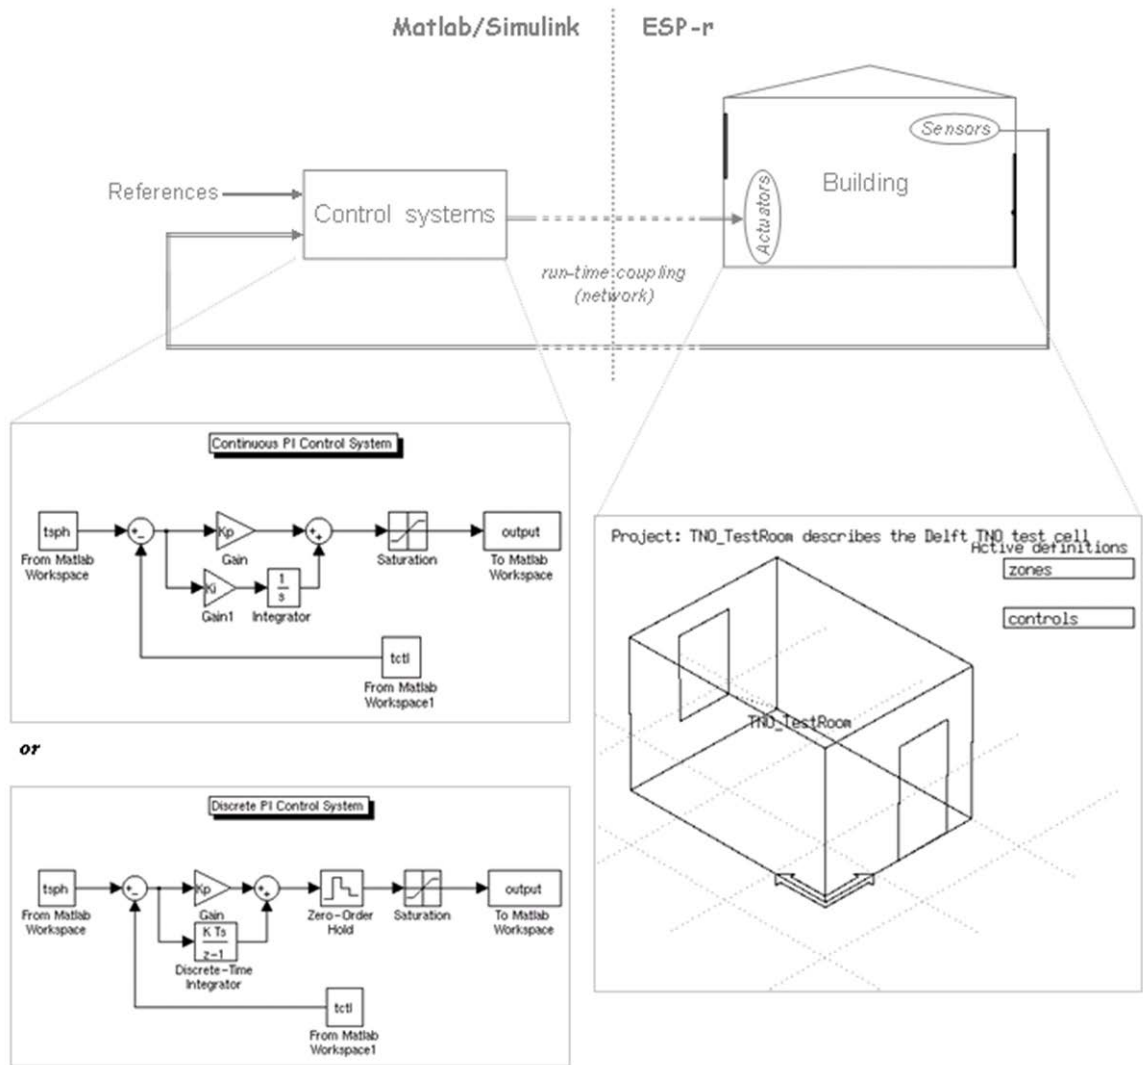 Matlab/Simulink
ESP-r
Sensors
References
Control systems
Building
Actuators
run-time coupling
(network)
Continuous PI Control System
tsph
From Matlab
Workspace
+
-
Kp
Gain
+
+
Saturation
output
To Matlab
Workspace
Ki
Gain1
1
s
Integrator
tctl
From Matlab
Workspace1
or
Discrete PI Control System
tsph
From Matlab
Workspace
+
-
Kp
Gain
+
+
Zero-Order
Hold
Saturation
output
To Matlab
Workspace
K Ts
z-1
Discrete-Time
Integrator
tctl
From Matlab
Workspace1
Project: TNO_TestRoom describes the Delft TNO test cell
Active definitions
zones
controls
TNO_TestRoom